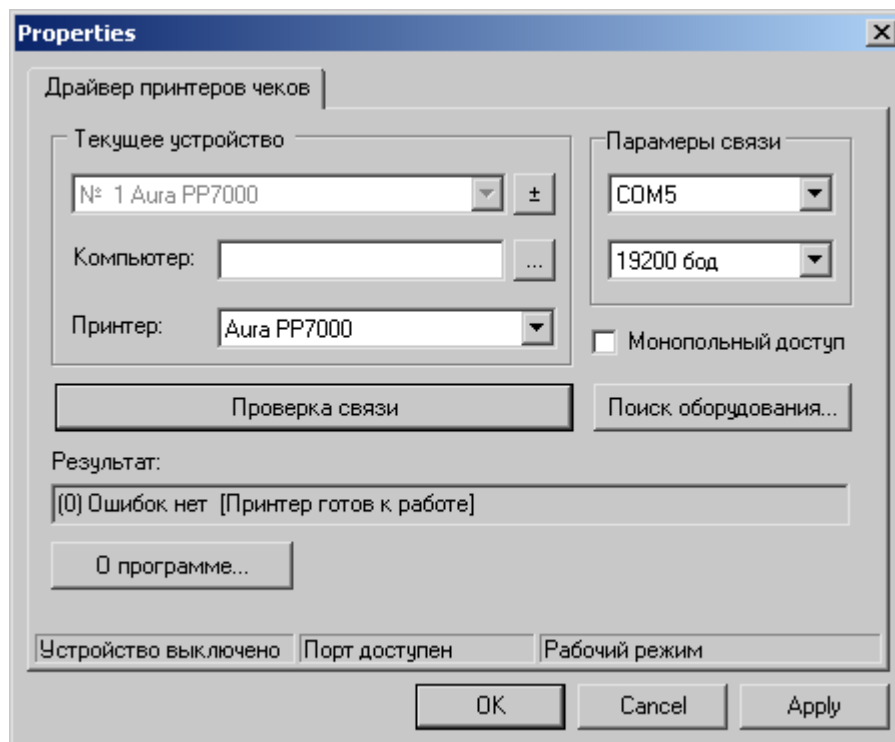 Properties
Драйвер принтеров чеков
Текущее устройство
Парамеры связи
№ 1 Aura PP7000
±
COM5
Компьютер:
...
19200 бод
Принтер:
Aura PP7000
Монопольный доступ
Проверка связи
Поиск оборудования...
Результат:
(0) Ошибок нет [Принтер готов к работе]
О программе...
Устройство выключено
Порт доступен
Рабочий режим
OK
Cancel
Apply